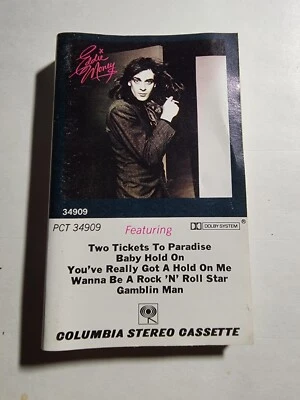 Eddie
Money
34909
PCT 34909
Featuring
DOLBY SYSTEM ®
Two Tickets To Paradise
Baby Hold On
You've Really Got A Hold On Me
Wanna Be A Rock 'N' Roll Star
Gamblin Man
COLUMBIA STEREO CASSETTE